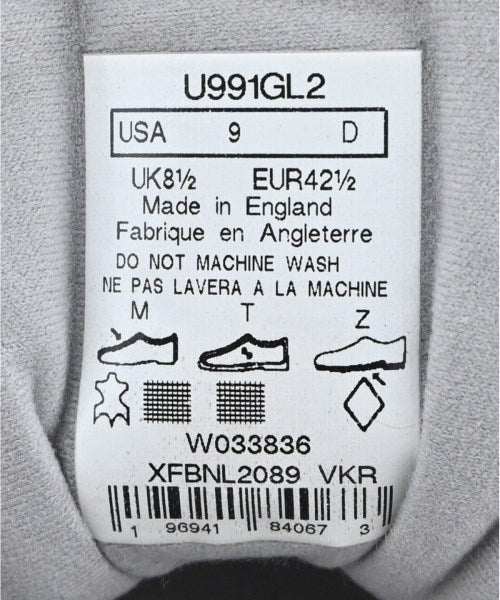 U991GL2
USA 9 D
UK8½ EUR42½
Made in England
Fabrique en Angleterre
DO NOT MACHINE WASH
NE PAS LAVERA A LA MACHINE
M T Z
W033836
XFBNL2089 VKR
1 96941 84067 3